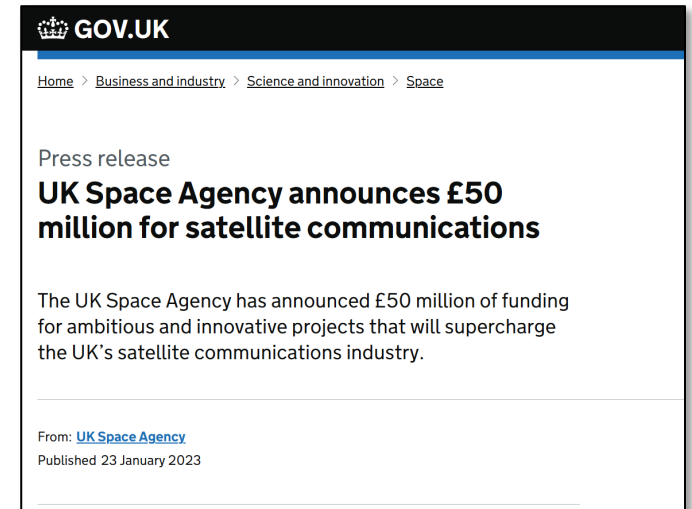 GOV.UK
Home > Business and industry > Science and innovation > Space
Press release
UK Space Agency announces £50
million for satellite communications
The UK Space Agency has announced £50 million of funding
for ambitious and innovative projects that will supercharge
the UK’s satellite communications industry.
From: UK Space Agency
Published 23 January 2023